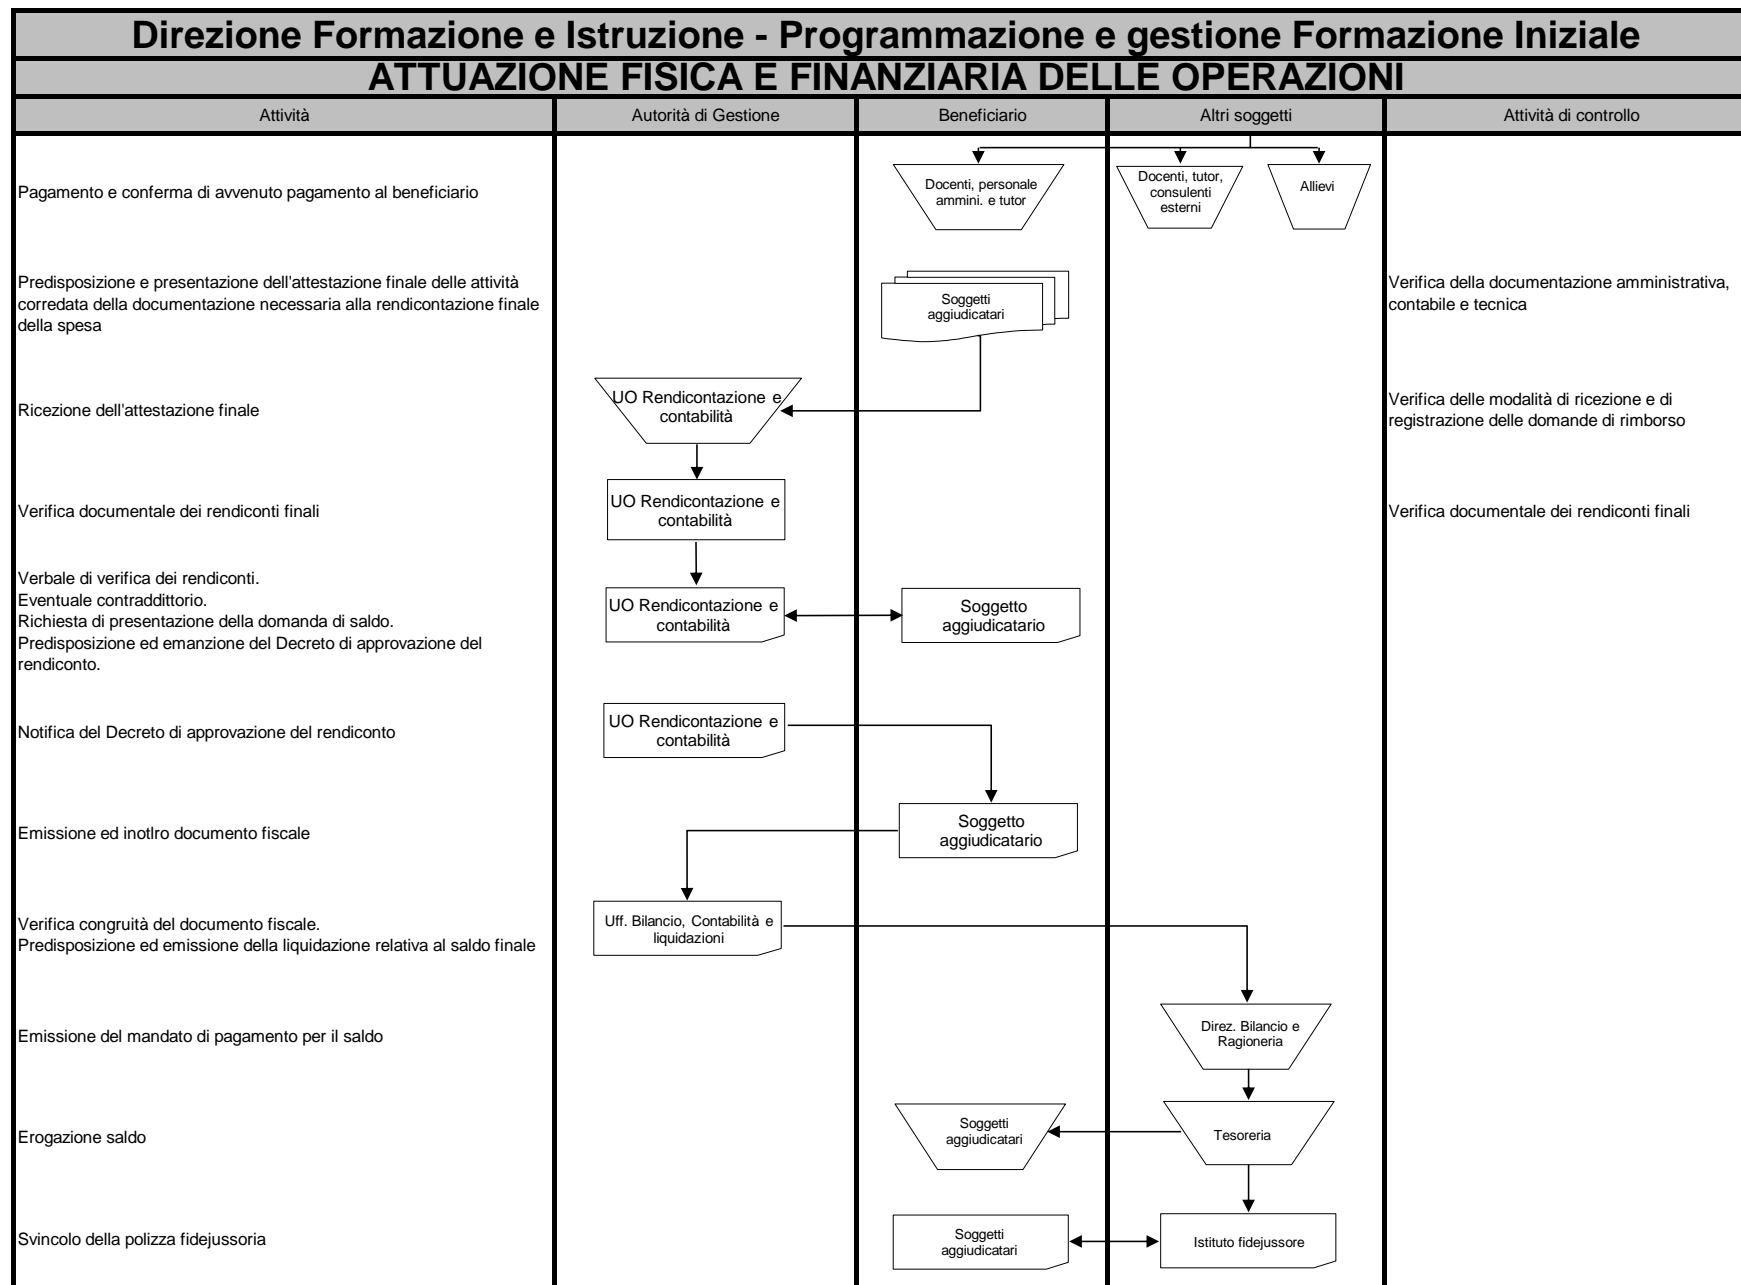 Direzione Formazione e Istruzione - Programmazione e gestione Formazione Iniziale
ATTUAZIONE FISICA E FINANZIARIA DELLE OPERAZIONI
Attività
Autorità di Gestione
Beneficiario
Altri soggetti
Attività di controllo
Pagamento e conferma di avvenuto pagamento al beneficiario
Docenti, personale
ammini. e tutor
Docenti, tutor,
consulenti
esterni
Allievi
Predisposizione e presentazione dell'attestazione finale delle attività
corredata della documentazione necessaria alla rendicontazione finale
della spesa
Soggetti
aggiudicatari
Verifica della documentazione amministrativa,
contabile e tecnica
Ricezione dell'attestazione finale
UO Rendicontazione e
contabilità
Verifica delle modalità di ricezione e di
registrazione delle domande di rimborso
Verifica documentale dei rendiconti finali
UO Rendicontazione e
contabilità
Verifica documentale dei rendiconti finali
Verbale di verifica dei rendiconti.
Eventuale contraddittorio.
Richiesta di presentazione della domanda di saldo.
Predisposizione ed emanzione del Decreto di approvazione del
rendiconto.
UO Rendicontazione e
contabilità
Soggetto
aggiudicatario
Notifica del Decreto di approvazione del rendiconto
UO Rendicontazione e
contabilità
Emissione ed inotlro documento fiscale
Soggetto
aggiudicatario
Verifica congruità del documento fiscale.
Predisposizione ed emissione della liquidazione relativa al saldo finale
Uff. Bilancio, Contabilità e
liquidazioni
Emissione del mandato di pagamento per il saldo
Direz. Bilancio e
Ragioneria
Erogazione saldo
Soggetti
aggiudicatari
Tesoreria
Svincolo della polizza fidejussoria
Soggetti
aggiudicatari
Istituto fidejussore